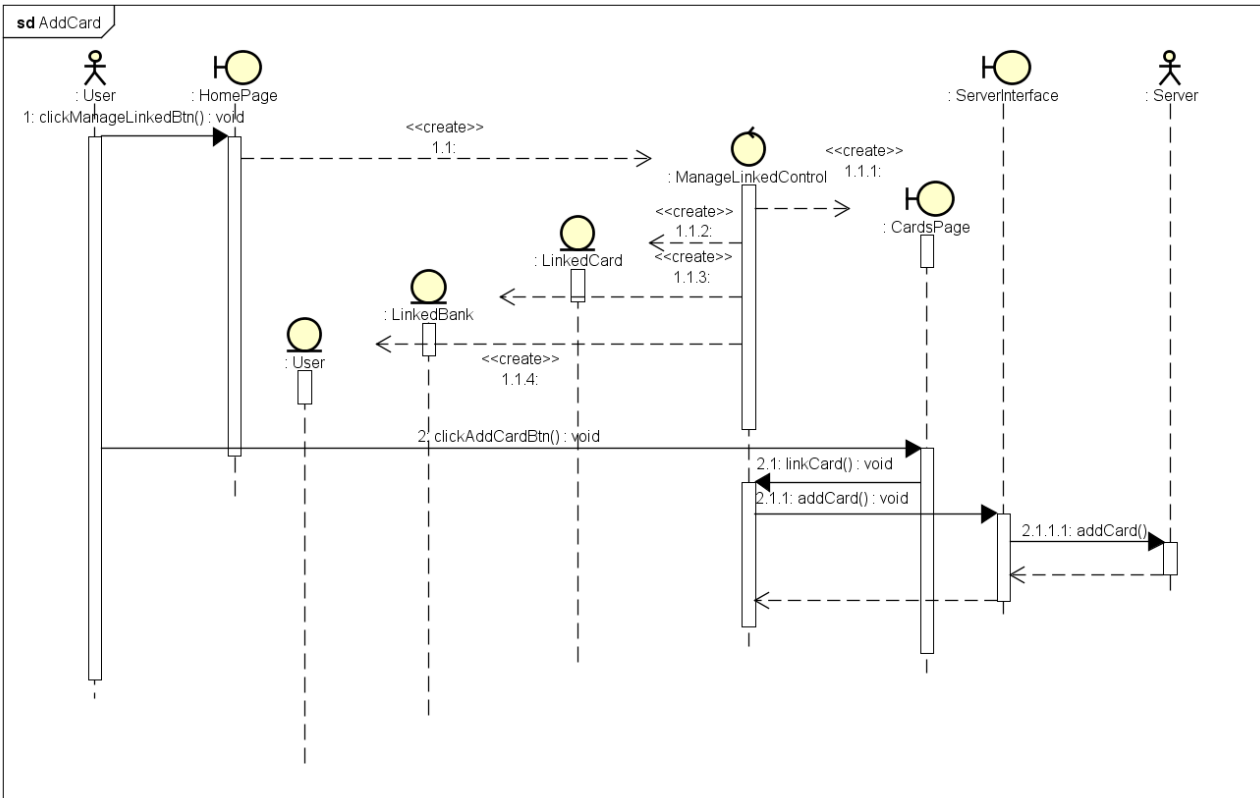 sd AddCard
: User
: HomePage
: ServerInterface
: Server
1: clickManageLinkedBtn() : void
<<create>>
1.1:
: ManageLinkedControl
<<create>>
1.1.1:
: CardsPage
<<create>>
1.1.2:
: LinkedCard
<<create>>
1.1.3:
: LinkedBank
: User
<<create>>
1.1.4:
2: clickAddCardBtn() : void
2.1: linkCard() : void
2.1.1: addCard() : void
2.1.1.1: addCard()